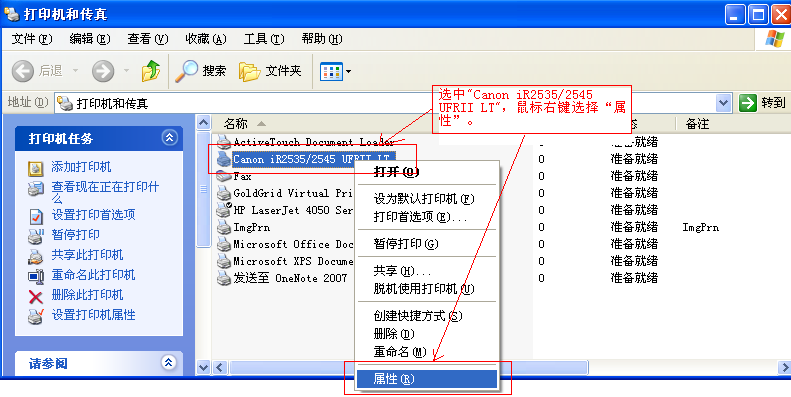 打印机和传真
文件(F) 编辑(E) 查看(V) 收藏(A) 工具(T) 帮助(H)
后退 搜索 文件夹
地址(D) 打印机和传真 转到
选中"Canon iR2535/2545
UFRII LT", 鼠标右键选择“属
性”。
打印机任务
添加打印机
查看现在正在打印什
么
设置打印首选项
暂停打印
共享此打印机
重命名此打印机
删除此打印机
设置打印机属性
请参阅
名称 态 备注
ActiveTouch Document Loader 0 准备就绪
Canon iR2535/2545 UFRII LT 0 准备就绪
Fax 0 准备就绪
GoldGrid Virtual Pri 0 准备就绪
HP LaserJet 4050 Ser 0 准备就绪
ImgPrn 0 准备就绪 ImgPrn
Microsoft Office Doc 0 准备就绪
Microsoft XPS Docume 0 准备就绪
发送至 OneNote 2007 0 准备就绪
打开(O)
设为默认打印机(F)
打印首选项(E)...
暂停打印(G)
共享(H)...
脱机使用打印机(U)
创建快捷方式(S)
删除(D)
重命名(M)
属性(R)